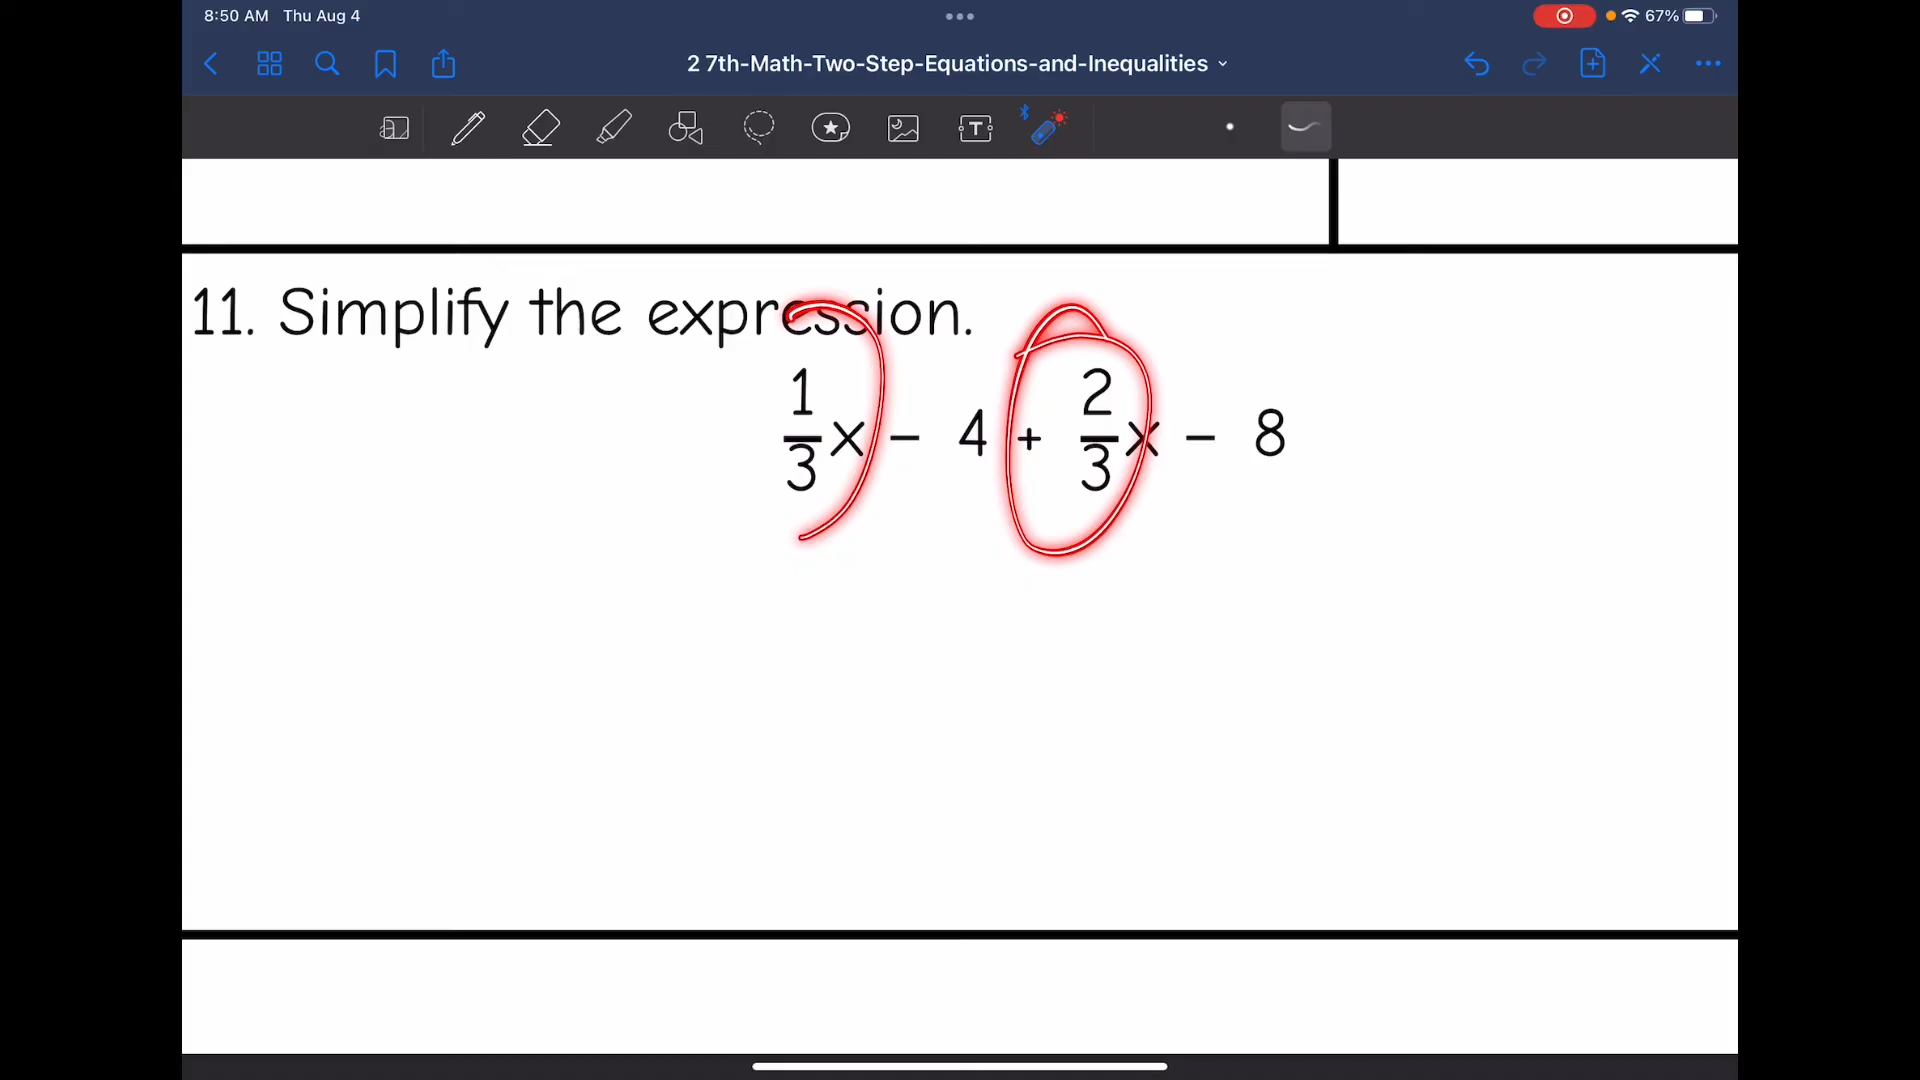 8:50 AM Thu Aug 4
67%
2 7th-Math-Two-Step-Equations-and-Inequalities
11. Simplify the expression.
1/3x − 4 + 2/3x − 8